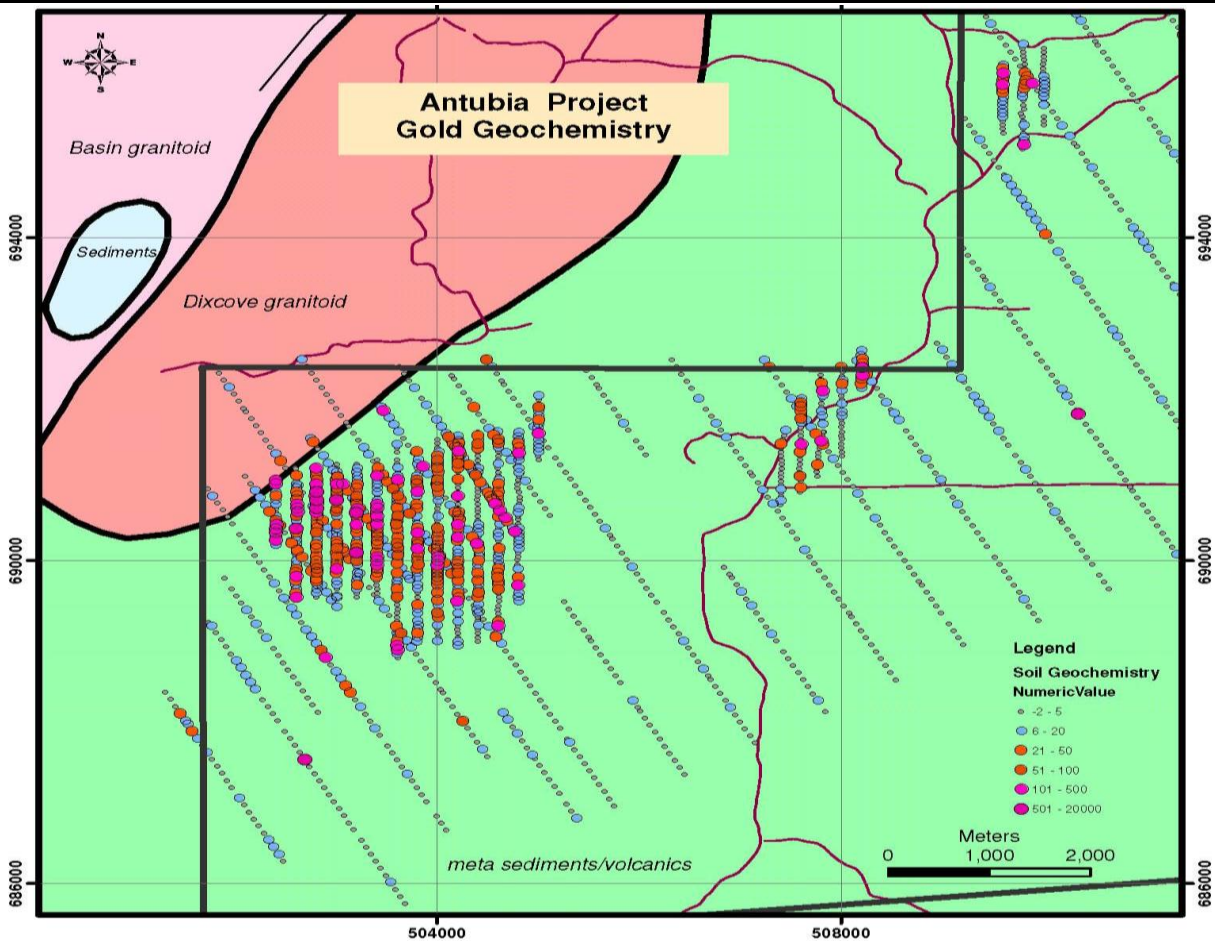 N
W E
S
Antubia Project
Gold Geochemistry
Basin granitoid
Sediments
Dixcove granitoid
694000
694000
690000
690000
686000
686000
Legend
Soil Geochemistry
NumericValue
-2 - 5
6 - 20
21 - 50
51 - 100
101 - 500
501 - 20000
Meters
0 1,000 2,000
meta sediments/volcanics
504000
508000